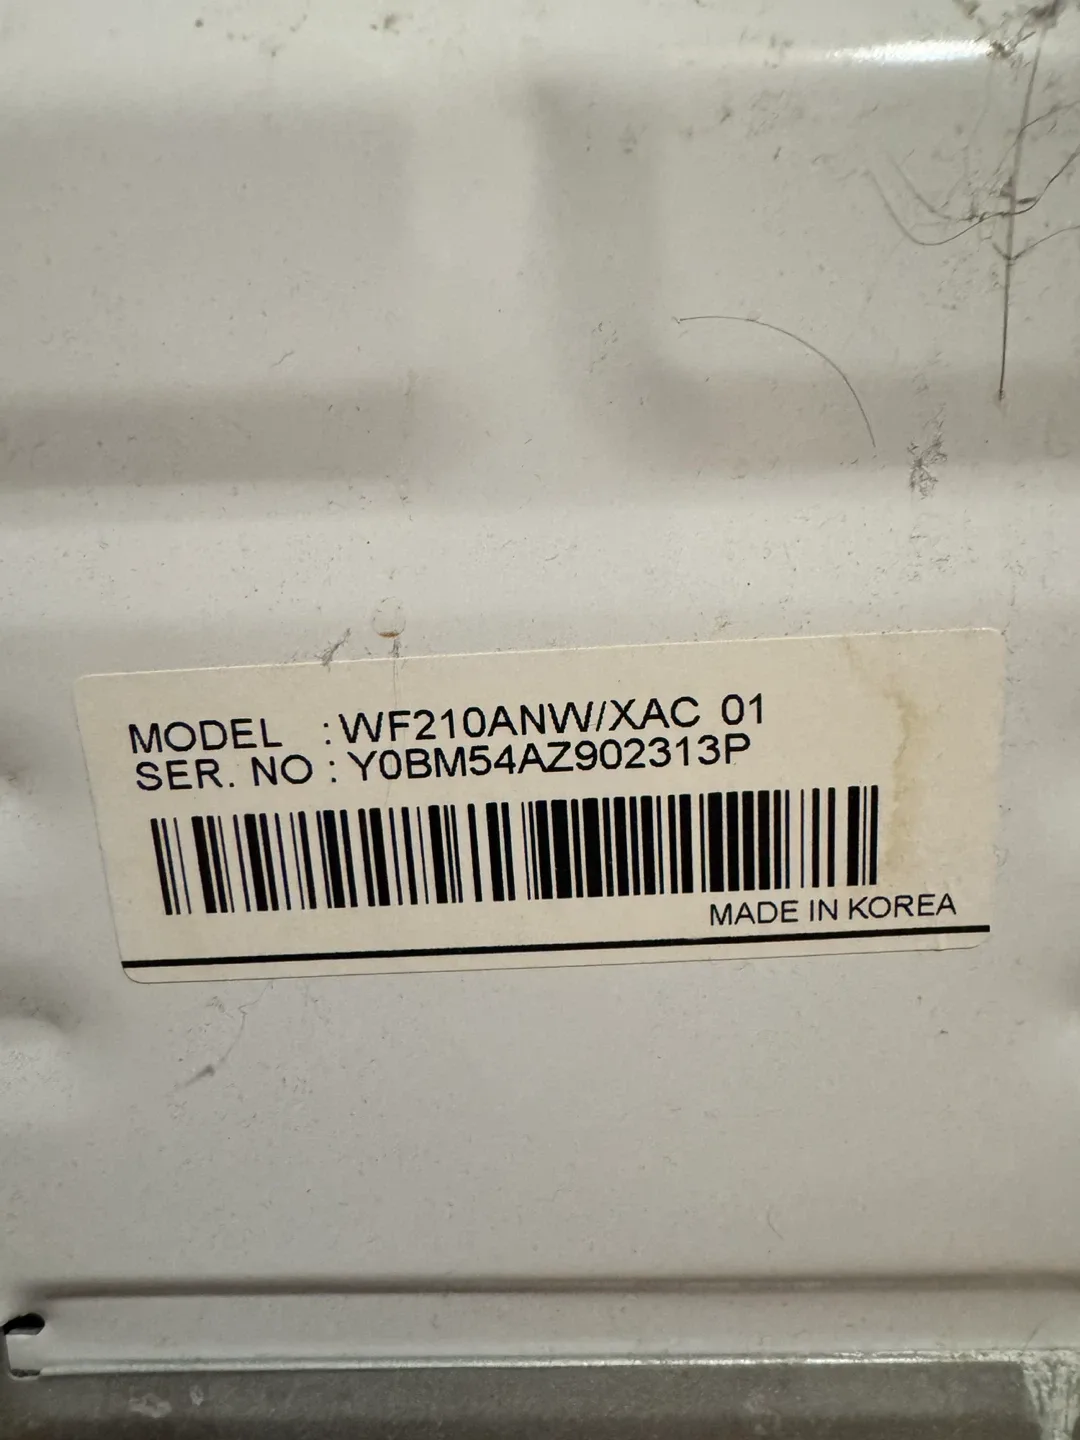 MODEL : WF210ANW/XAC 01
SER. NO : Y0BM54AZ902313P
MADE IN KOREA